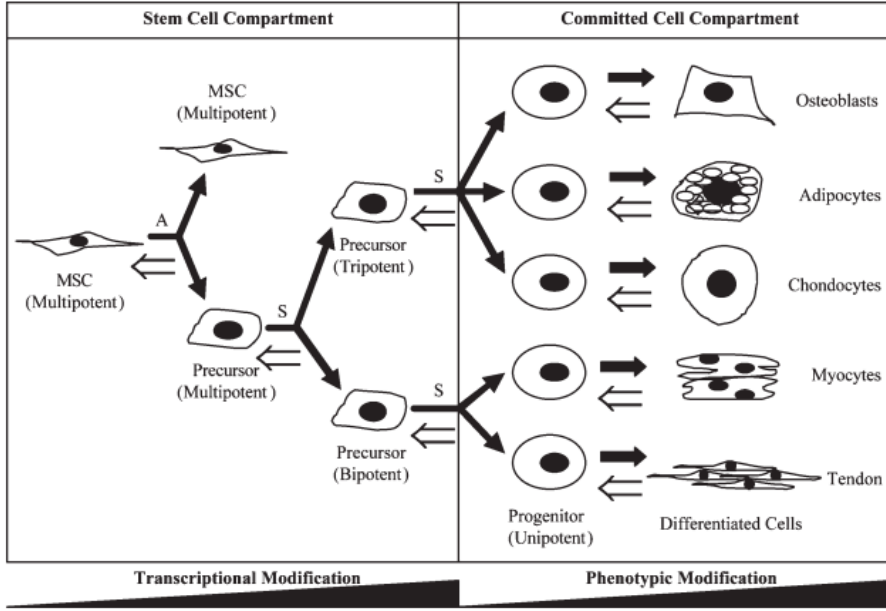 Stem Cell Compartment
Committed Cell Compartment
MSC
(Multipotent)
A
MSC
(Multipotent)
S
Precursor
(Multipotent)
S
Precursor
(Tripotent)
S
Precursor
(Bipotent)
Osteoblasts
Adipocytes
Chondocytes
Myocytes
Tendon
Progenitor
(Unipotent)
Differentiated Cells
Transcriptional Modification
Phenotypic Modification